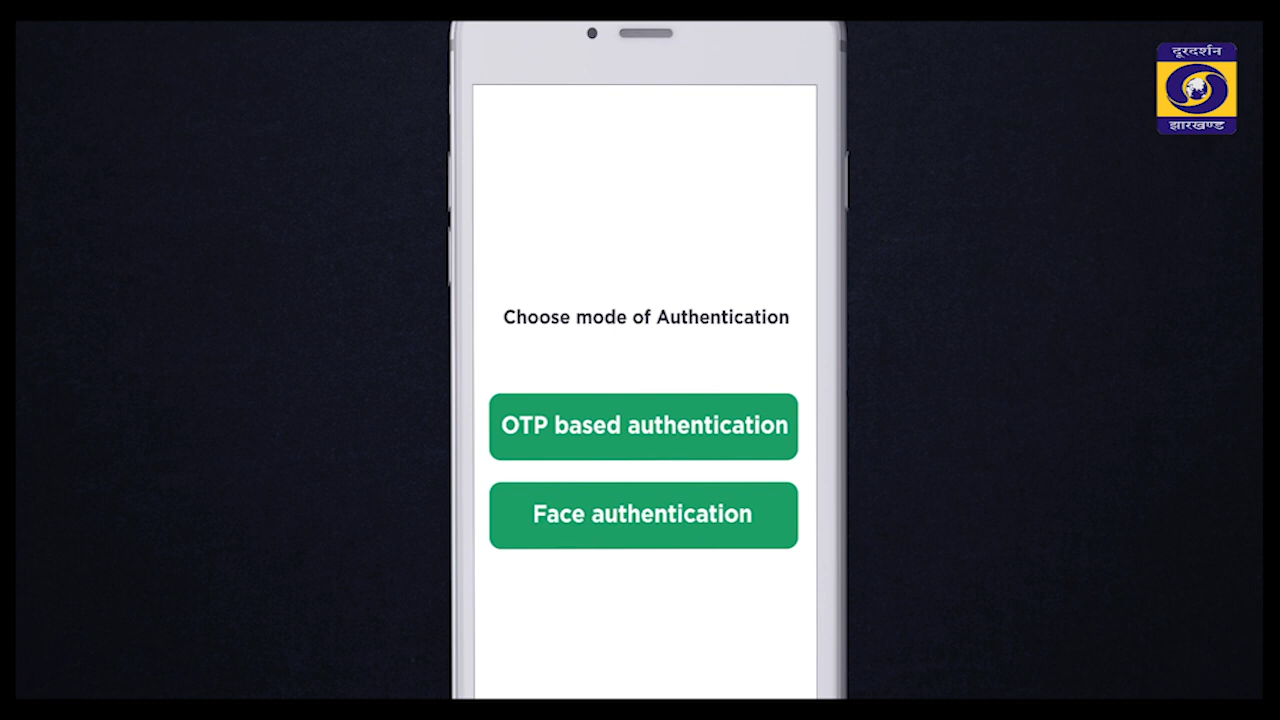 दूरदर्शन
झारखण्ड
Choose mode of Authentication
OTP based authentication
Face authentication